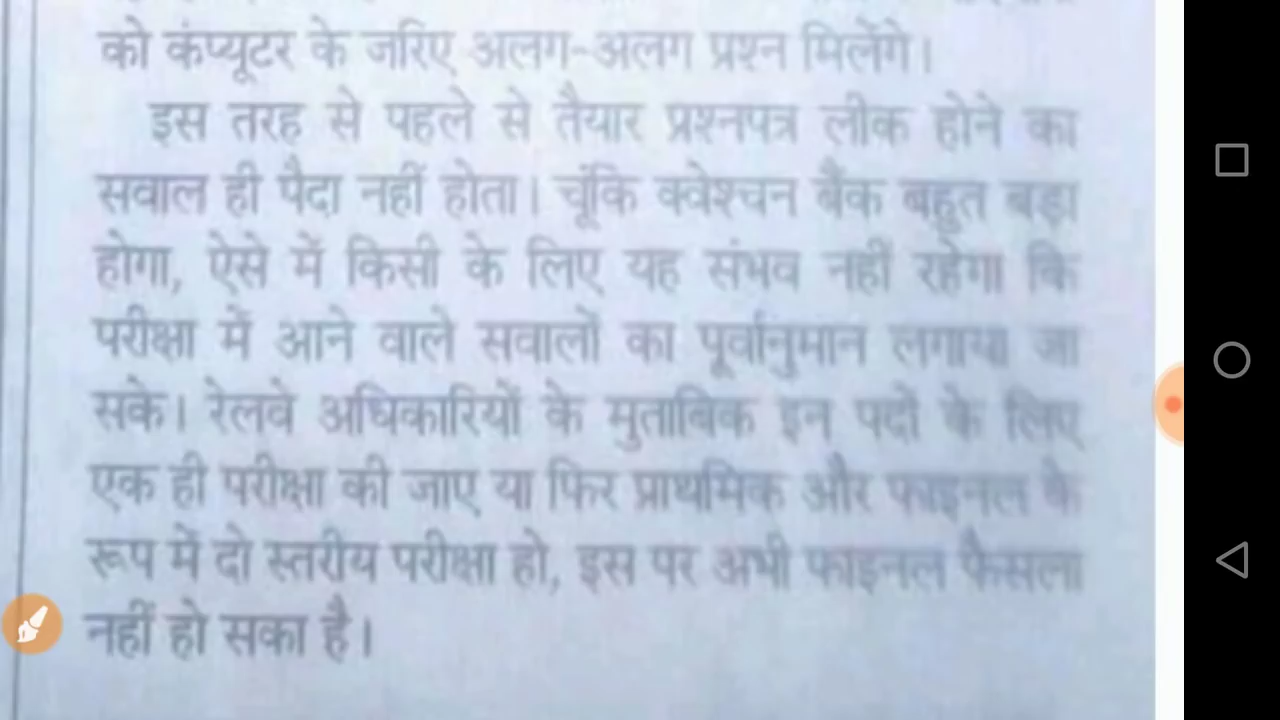 को कंप्यूटर के जरिए अलग-अलग प्रश्न मिलेंगे।
इस तरह से पहले से तैयार प्रश्नपत्र लीक होने का
सवाल ही पैदा नहीं होता। चूंकि क्वेश्चन बैंक बहुत बड़ा
होगा, ऐसे में किसी के लिए यह संभव नहीं रहेगा कि
परीक्षा में आने वाले सवालों का पूर्वानुमान लगाया जा
सके। रेलवे अधिकारियों के मुताबिक इन पदों के लिए
एक ही परीक्षा की जाए या फिर प्राथमिक और फाइनल के
रूप में दो स्तरीय परीक्षा हो, इस पर अभी फाइनल फैसला
नहीं हो सका है।